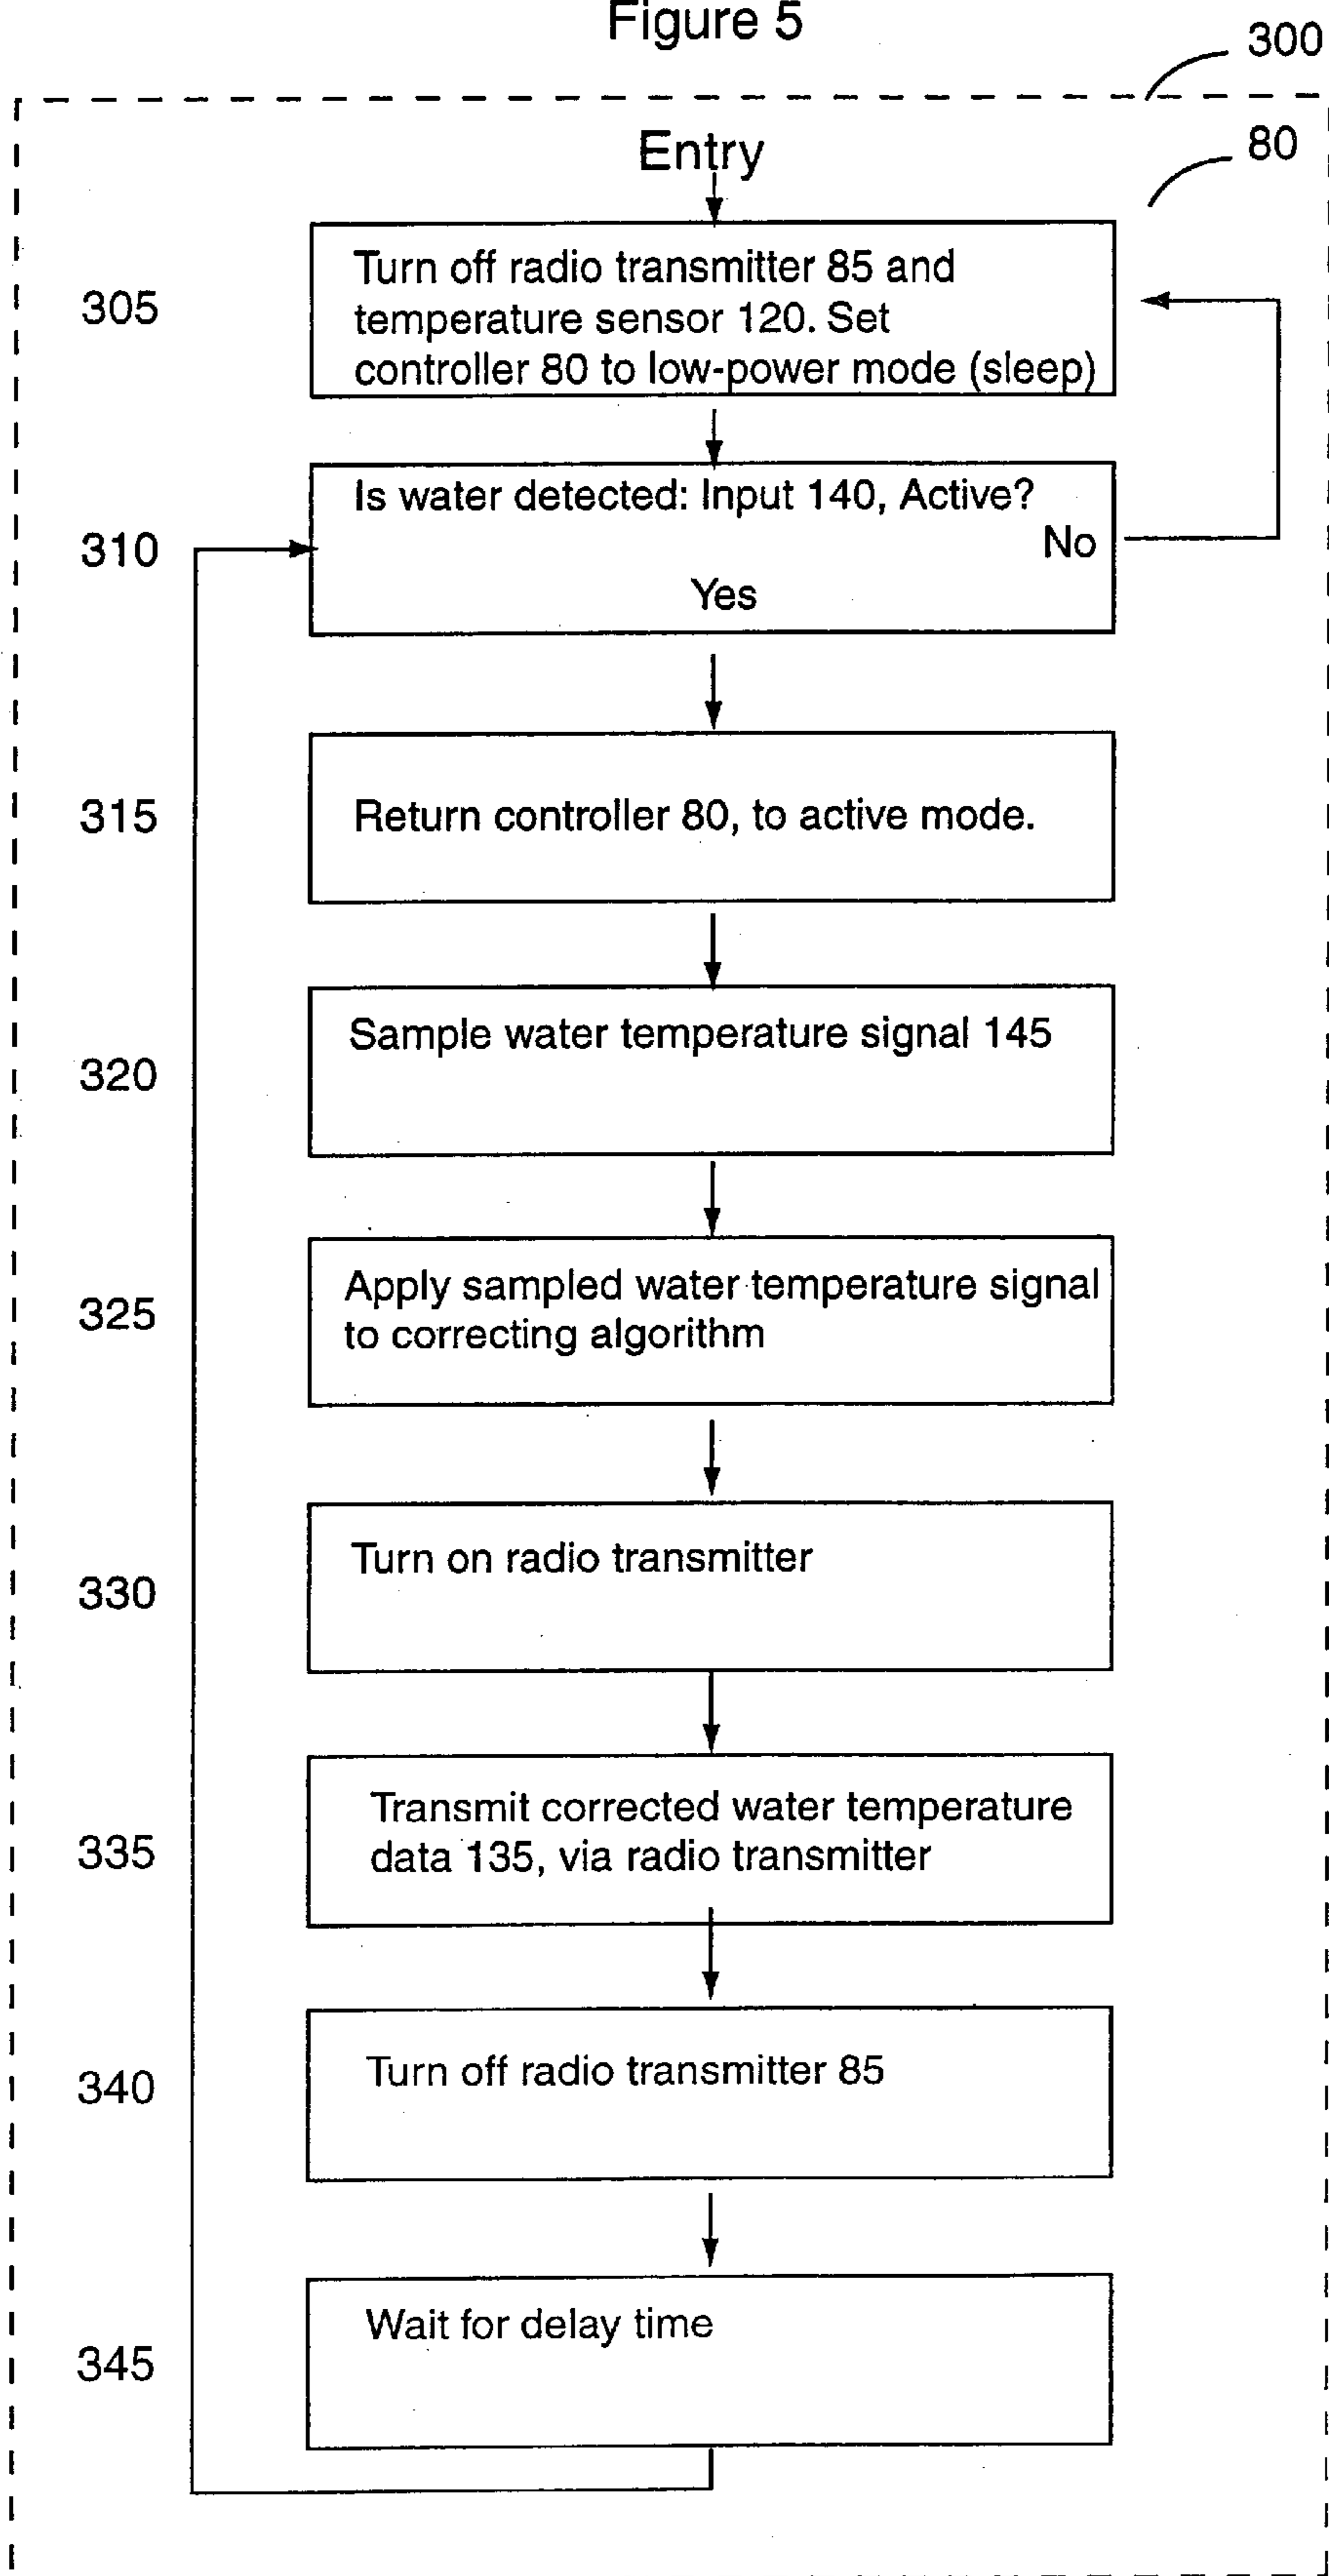 Figure 5
300
80
Entry
305
Turn off radio transmitter 85 and
temperature sensor 120. Set
controller 80 to low-power mode (sleep)
310
Is water detected: Input 140, Active?
No
Yes
315
Return controller 80, to active mode.
320
Sample water temperature signal 145
325
Apply sampled water temperature signal
to correcting algorithm
330
Turn on radio transmitter
335
Transmit corrected water temperature
data 135, via radio transmitter
340
Turn off radio transmitter 85
345
Wait for delay time